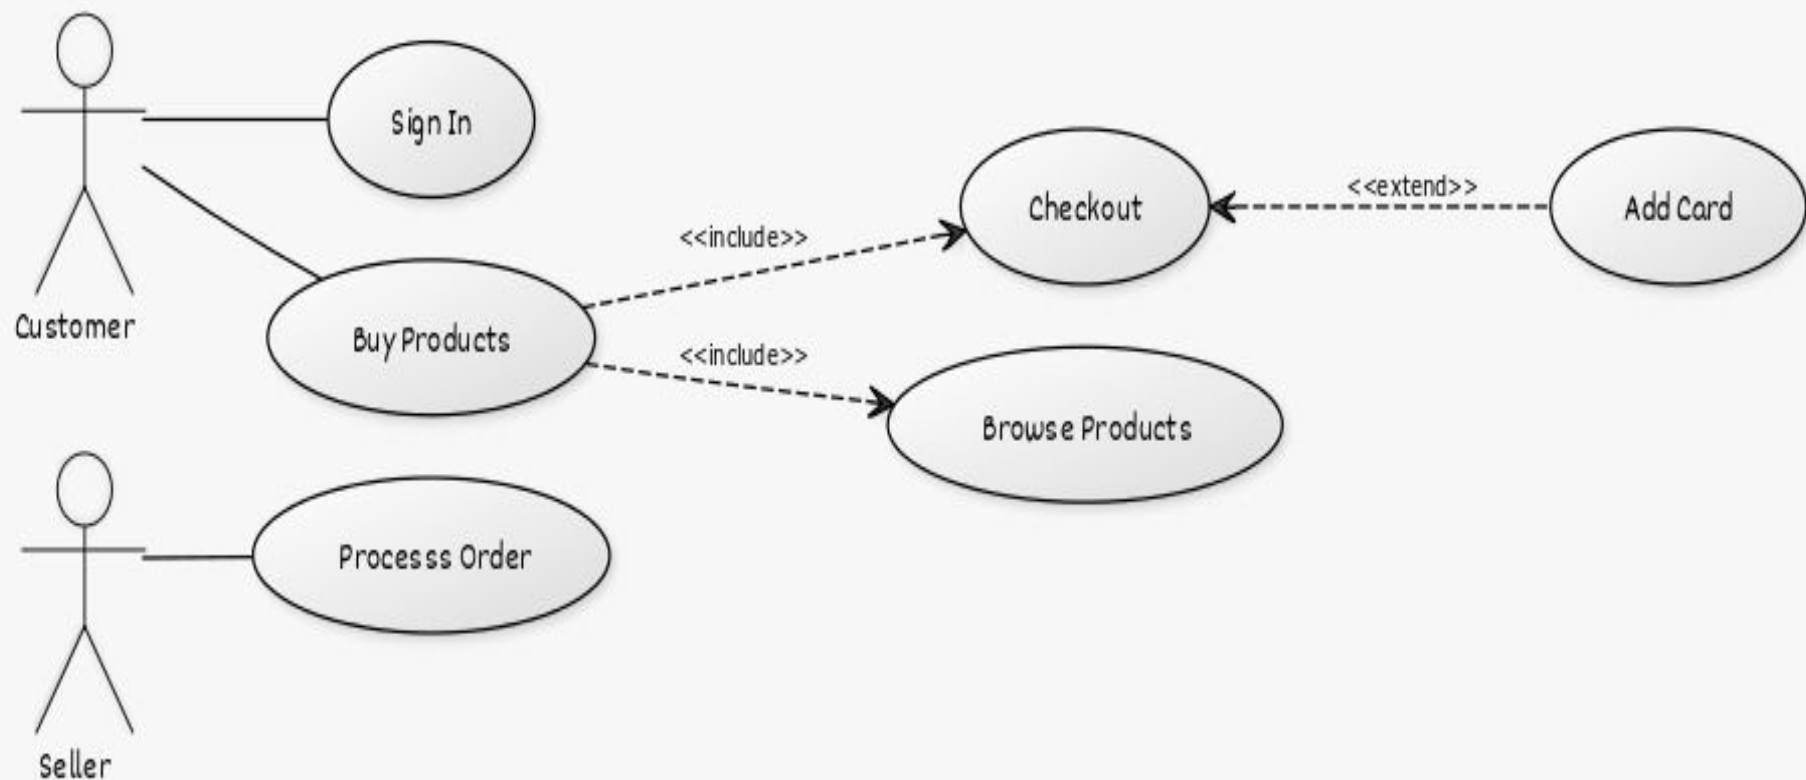 Sign In
Checkout
<<extend>>
Add Card
<<include>>
Customer
Buy Products
<<include>>
Browse Products
Processs Order
Seller